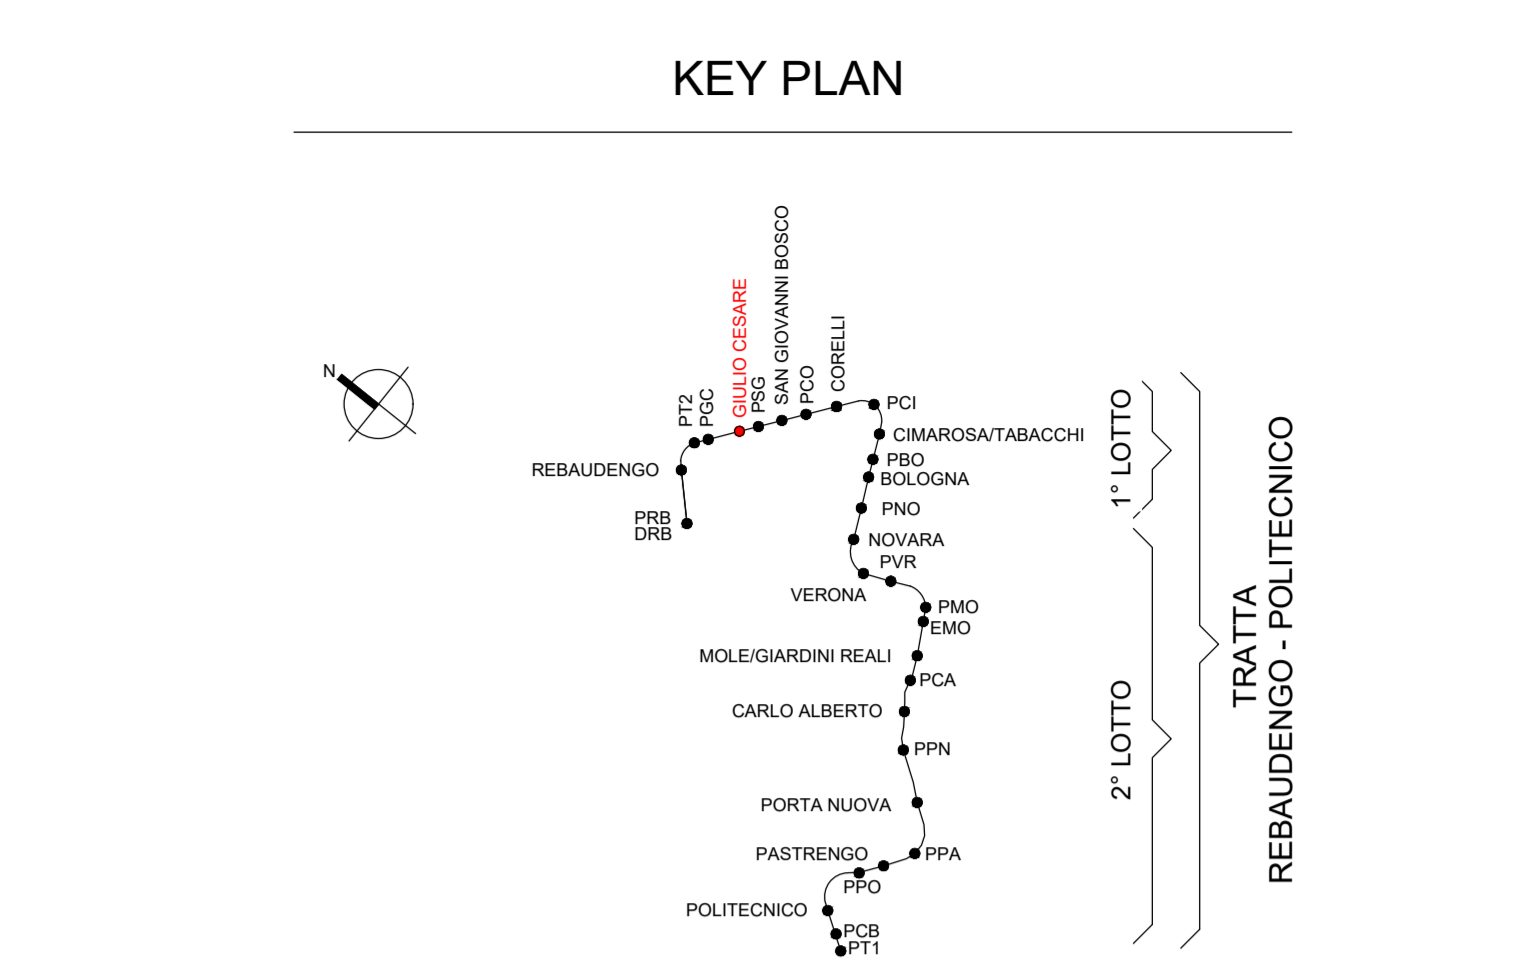 KEY PLAN
N
PT2
PGC
GIULIO CESARE
PSG
SAN GIOVANNI BOSCO
PCO
CORELLI
PCI
CIMAROSA/TABACCHI
PBO
BOLOGNA
REBAUDENGO
PNO
PRB
DRB
NOVARA
PVR
VERONA
PMO
EMO
MOLE/GIARDINI REALI
PCA
CARLO ALBERTO
PPN
PORTA NUOVA
PASTRENGO
PPA
PPO
POLITECNICO
PCB
PT1
1° LOTTO
2° LOTTO
TRATTA
REBAUDENGO - POLITECNICO